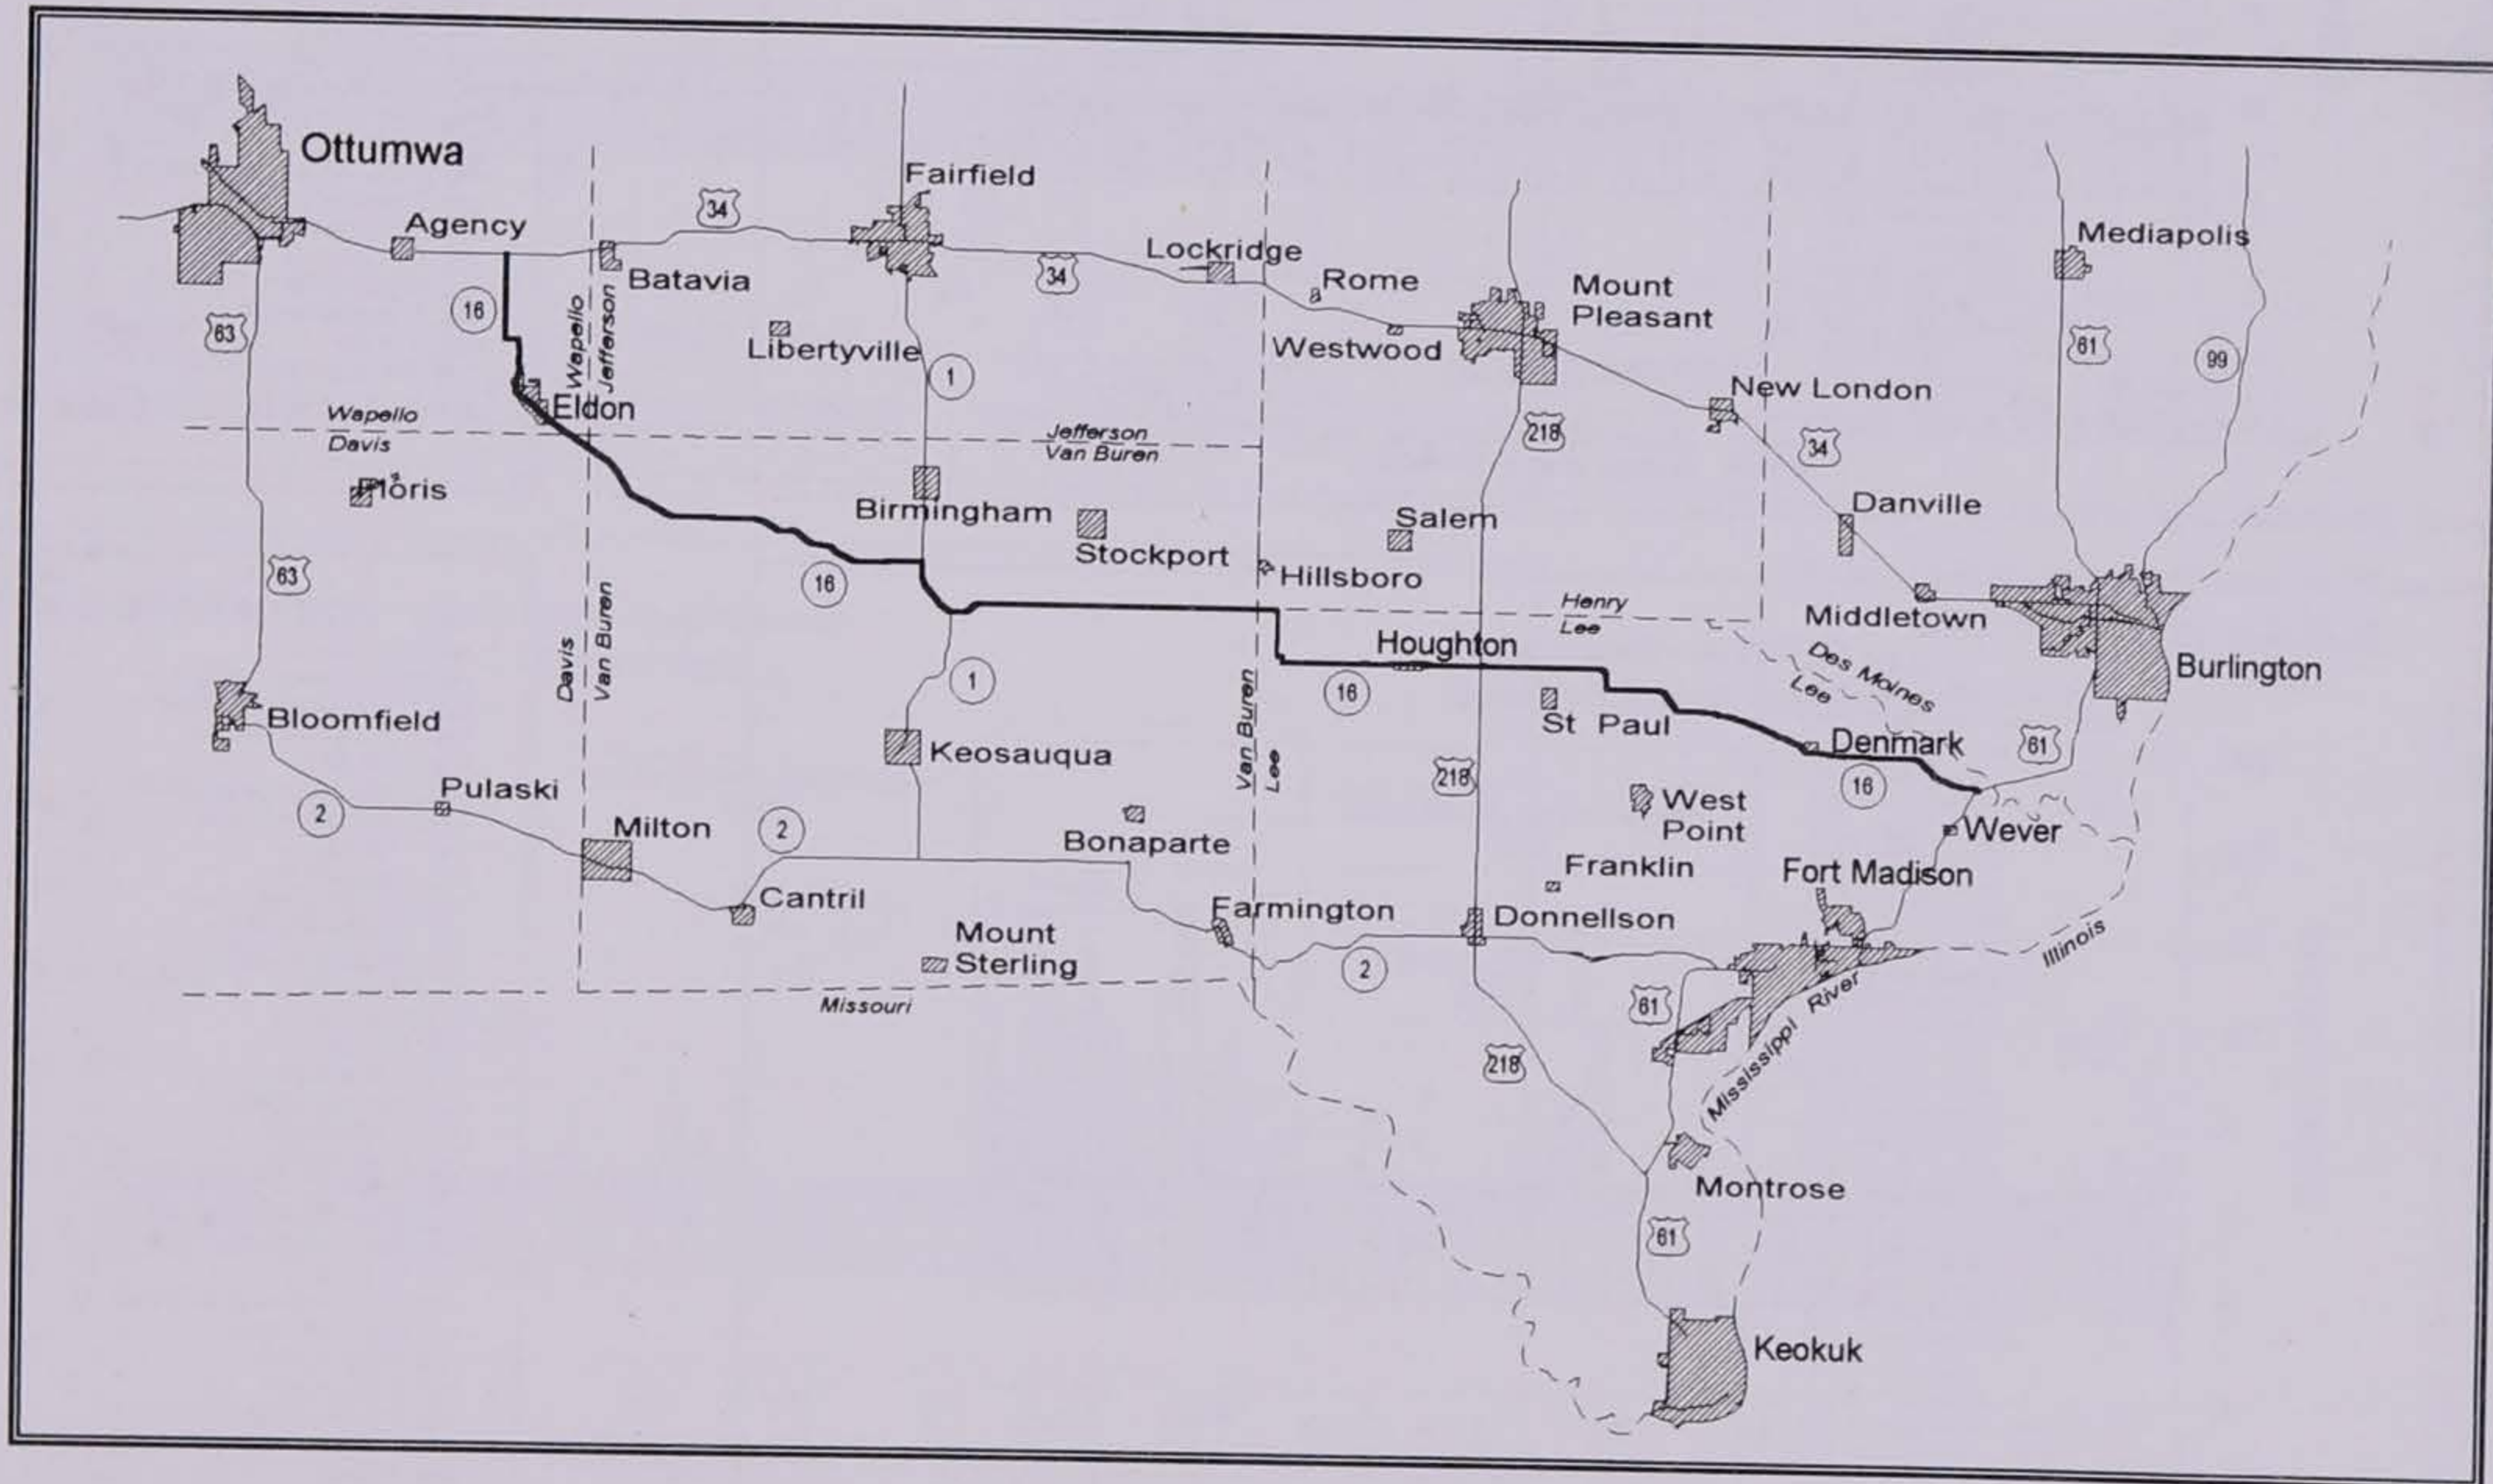 Ottumwa
Fairfield
Agency
34
Mediapolis
Lockridge
34
Batavia
Rome
Mount
Pleasant
16
Wapello
Jefferson
63
Libertyville
Westwood
61
99
1
New London
Eldon
Wapello
Davis
Jefferson
Van Buren
218
34
Floris
Birmingham
Stockport
Salem
Danville
63
16
Hillsboro
Henry
Lee
Middletown
Davis
Van Buren
Houghton
Des Moines
Lee
Burlington
1
16
Van Buren
Lee
St Paul
Bloomfield
Keosauqua
Denmark
61
218
16
Pulaski
2
Milton
2
Bonaparte
West
Point
Wever
Franklin
Fort Madison
Cantril
Farmington
Donnellson
Mount
Sterling
2
Illinois
Missouri
61
Mississippi River
218
Montrose
61
Keokuk